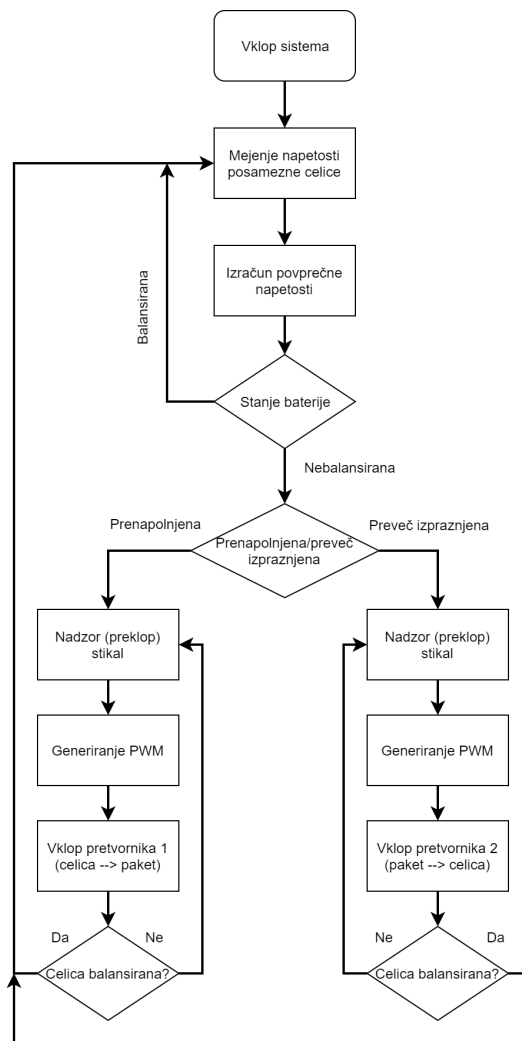 Vklop sistema
Mejenje napetosti
posamezne celice
Balansirana
Izračun povprečne
napetosti
Stanje baterije
Nebalansirana
Prenapolnjena
Preveč izpraznjena
Prenapolnjena/preveč
izpraznjena
Nadzor (preklop)
stikal
Nadzor (preklop)
stikal
Generiranje PWM
Generiranje PWM
Vklop pretvornika 1
(celica --> paket)
Vklop pretvornika 2
(paket --> celica)
Da
Ne
Ne
Da
Celica balansirana?
Celica balansirana?